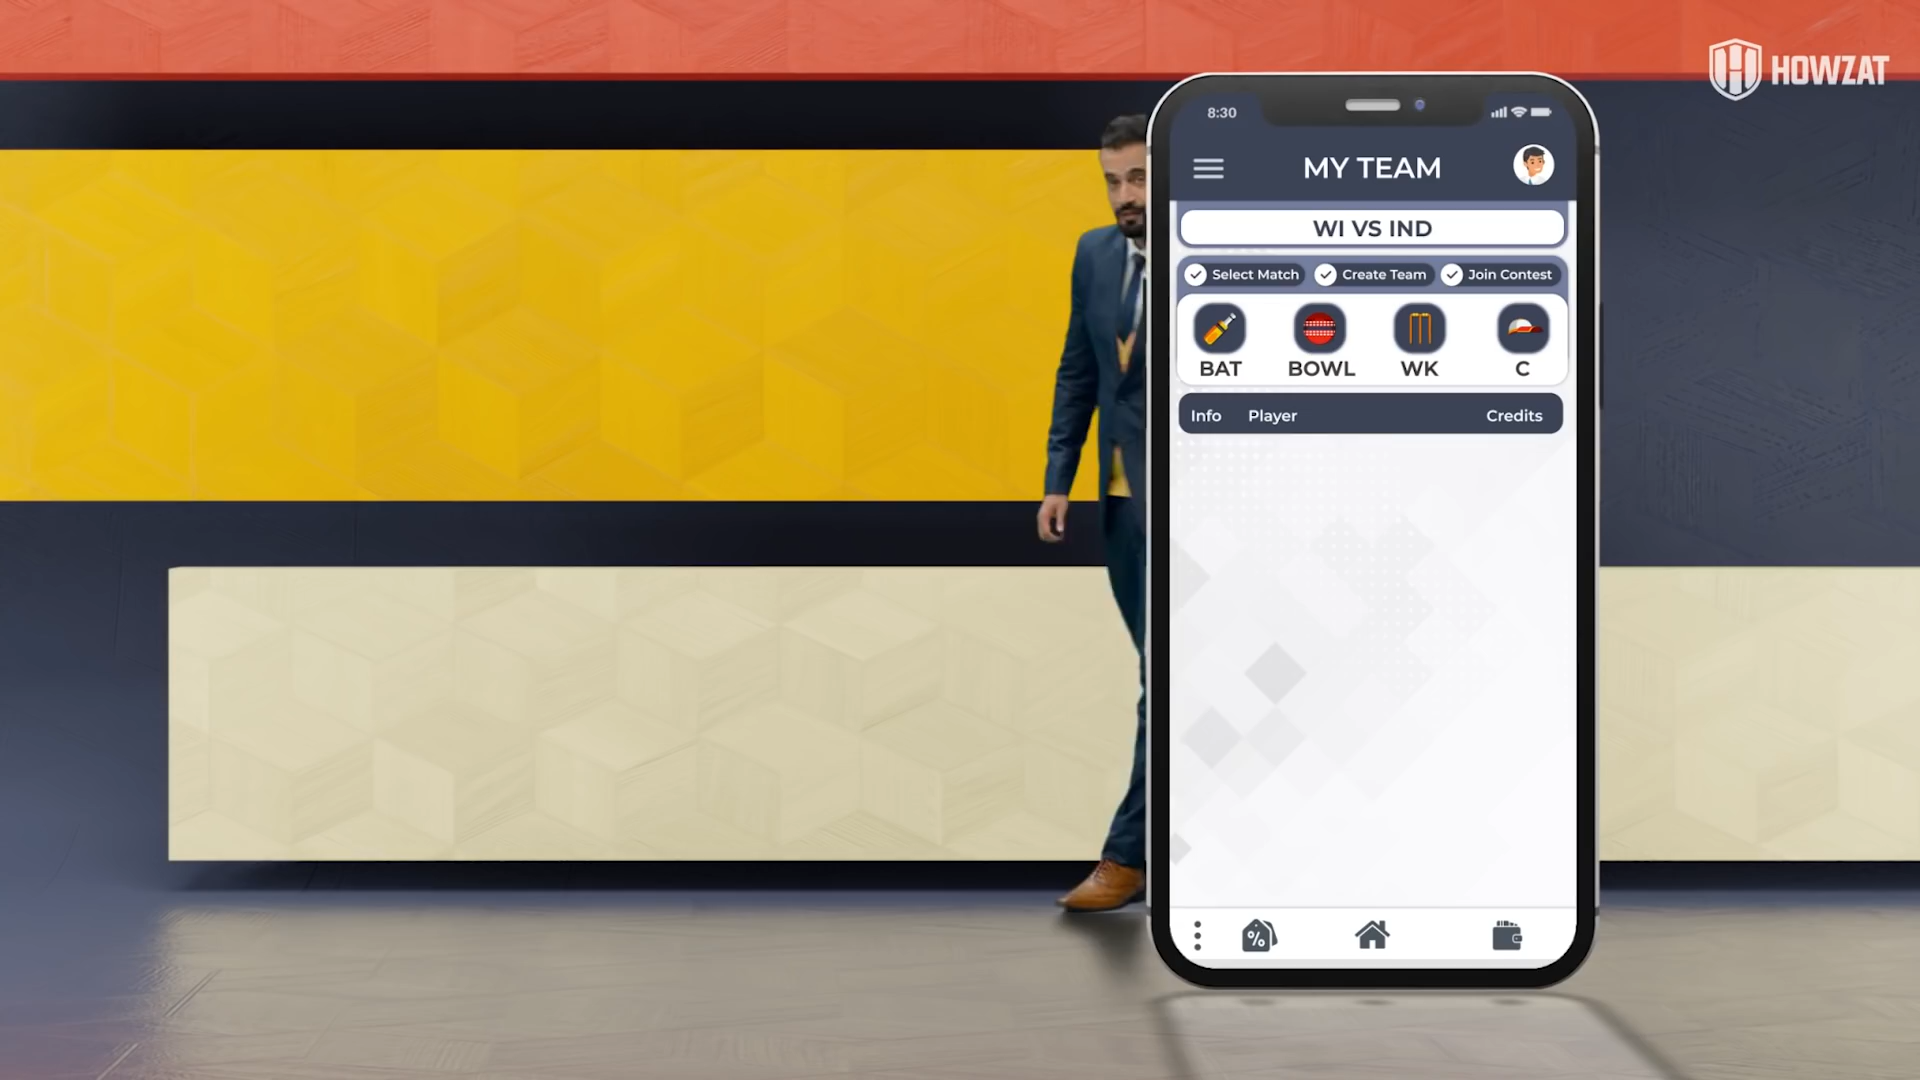 HOWZAT
8:30
MY TEAM
WI VS IND
Select Match Create Team Join Contest
BAT BOWL WK C
Info Player Credits
%